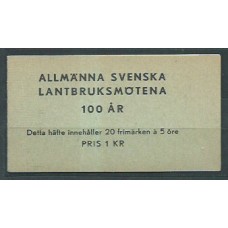 ALLMÄNNA SVENSKA
LANTBRUKSMÖTENA
100 ÅR
Detta häfte innehåller 20 frimärken à 5 öre
PRIS 1 KR